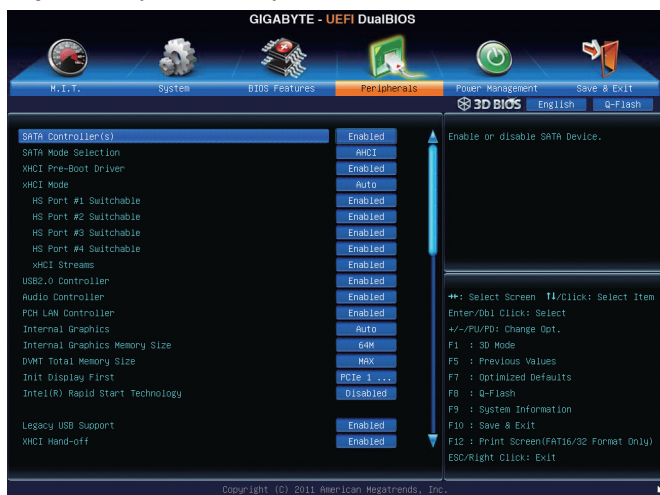 GIGABYTE - UEFI DualBIOS
M.I.T.
System
BIOS Features
Peripherals
Power Management
Save & Exit
3D BIOS
English
Q-Flash
SATA Controller(s) Enabled
SATA Mode Selection AHCI
XHCI Pre-Boot Driver Enabled
xHCI Mode Auto
HS Port #1 Switchable Enabled
HS Port #2 Switchable Enabled
HS Port #3 Switchable Enabled
HS Port #4 Switchable Enabled
xHCI Streams Enabled
USB2.0 Controller Enabled
Audio Controller Enabled
PCH LAN Controller Enabled
Internal Graphics Auto
Internal Graphics Memory Size 64M
DVMT Total Memory Size MAX
Init Display First PCIe 1 ...
Intel(R) Rapid Start Technology Disabled
Legacy USB Support Enabled
XHCI Hand-off Enabled
Enable or disable SATA Device.
→←: Select Screen ↑↓/Click: Select Item
Enter/Dbl Click: Select
+/-/PU/PD: Change Opt.
F1 : 3D Mode
F5 : Previous Values
F7 : Optimized Defaults
F8 : Q-Flash
F9 : System Information
F10 : Save & Exit
F12 : Print Screen(FAT16/32 Format Only)
ESC/Right Click: Exit
Copyright (C) 2011 American Megatrends, Inc.